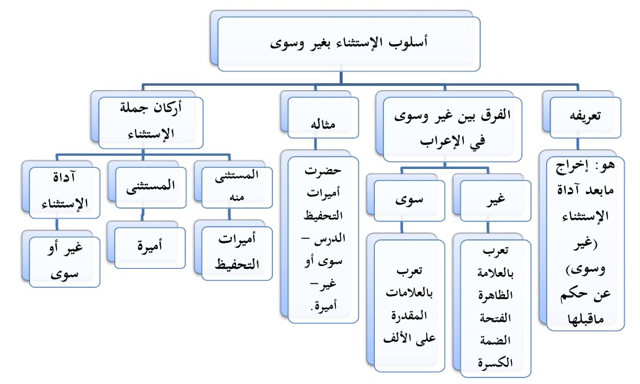 أسلوب الإستثناء بغير وسوى
تعريفه
هو: إخراج
مابعد آداة
الإستثناء
(غير
وسوى)
عن حكم
ماقبلها
الفرق بين غير وسوى
في الإعراب
غير
تعرب
بالعلامة
الظاهرة
الفتحة
الضمة
الكسرة
سوى
تعرب
بالعلامات
المقدرة
على الألف
مثاله
حضرت
أميرات
التحفيظ
الدرس –
سوى أو
غير–
أميرة.
أركان جملة
الإستثناء
المستثنى
منه
أميرات
التحفيظ
المستثنى
أميرة
آداة
الإستثناء
غير أو
سوى